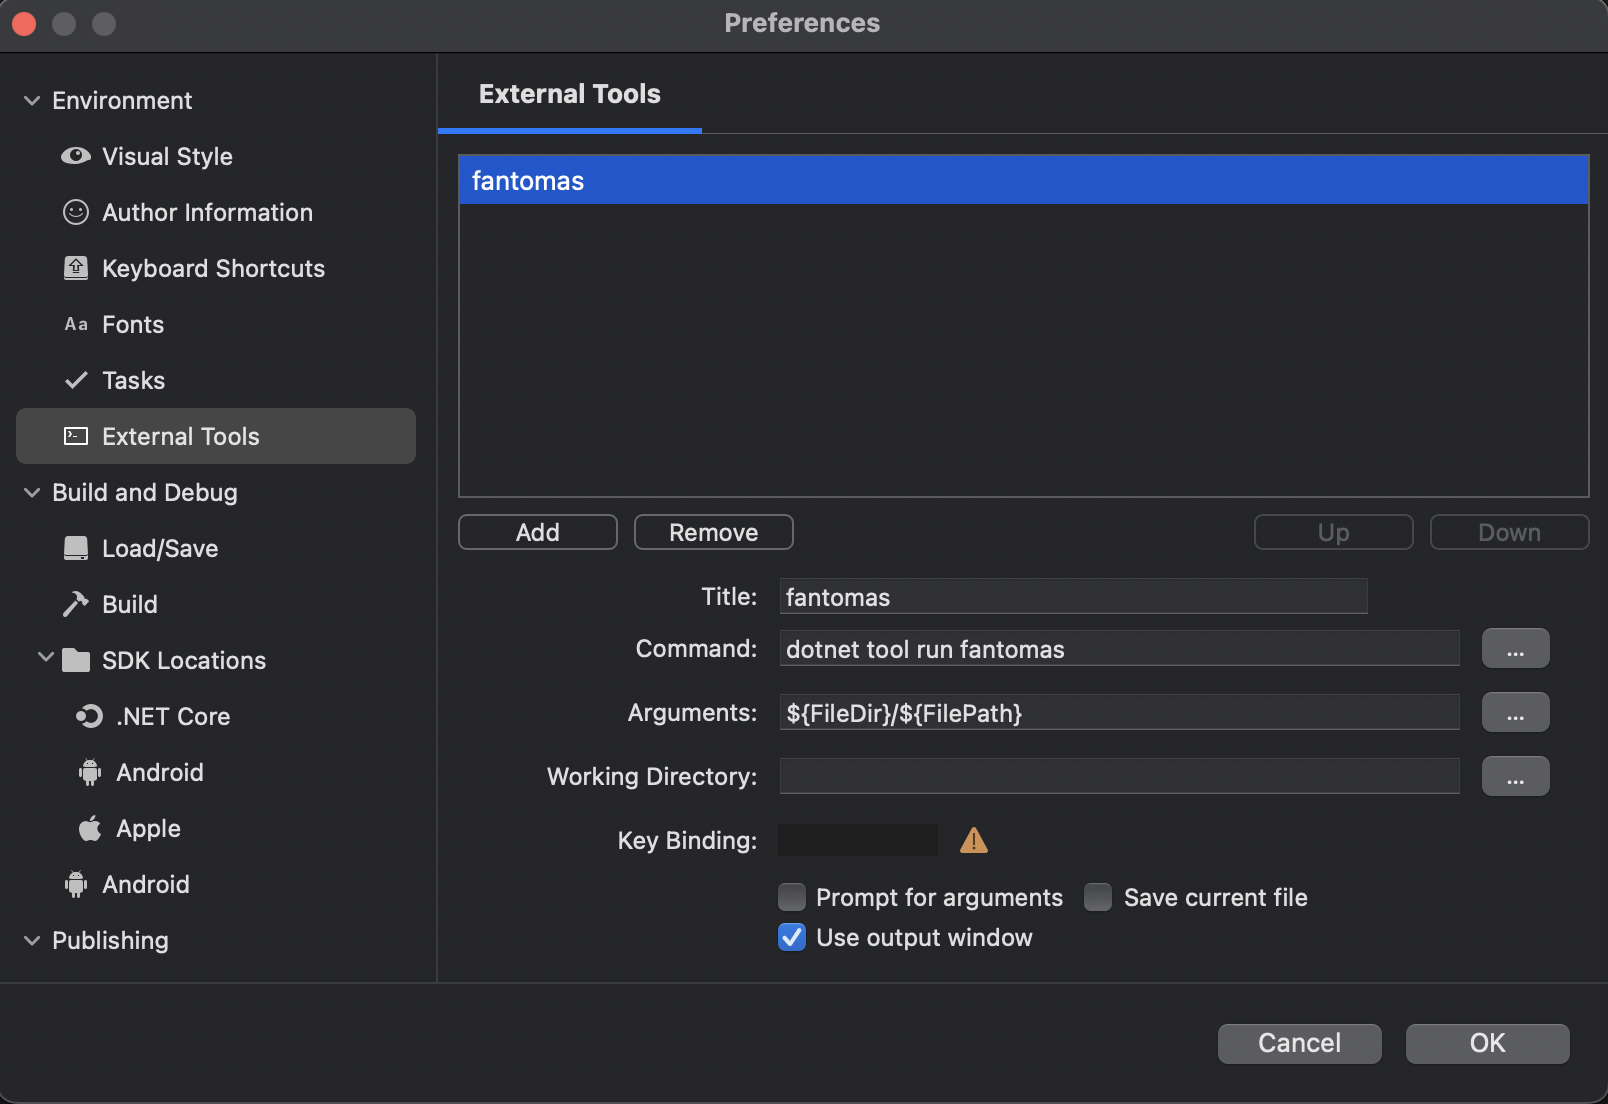 Preferences
Environment
Visual Style
Author Information
Keyboard Shortcuts
Aa Fonts
Tasks
External Tools
Build and Debug
Load/Save
Build
SDK Locations
.NET Core
Android
Apple
Android
Publishing
External Tools
fantomas
Add Remove Up Down
Title: fantomas
Command: dotnet tool run fantomas ...
Arguments: ${FileDir}/${FilePath} ...
Working Directory: ...
Key Binding:
Prompt for arguments Save current file
Use output window
Cancel OK